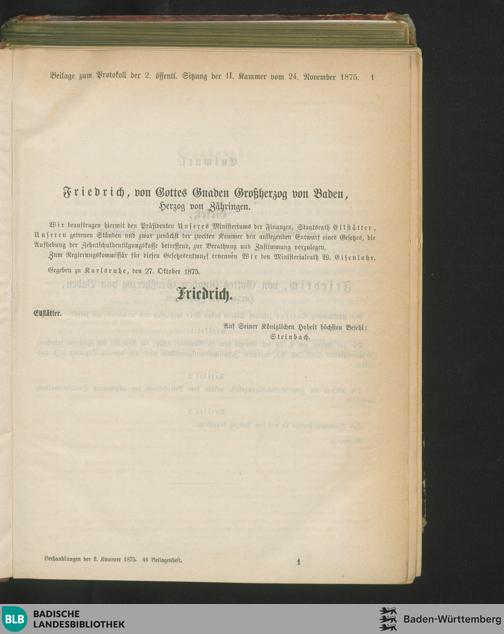 Beilage zum Protokoll der 2. öffentl. Sitzung der II. Kammer vom 24. November 1875. 1
Friedrich, von Gottes Gnaden Großherzog von Baden,
Herzog von Zähringen.
Wir beauftragen hiermit den Präsidenten Unseres Ministeriums der Finanzen, Staatsrath Ellstätter,
Unseren getreuen Ständen und zwar zunächst der zweiten Kammer den anliegenden Entwurf eines Gesetzes, die
Aufhebung der Zehntschuldentilgungskasse betreffend, zur Berathung und Zustimmung vorzulegen.
Zum Regierungskommissär für diesen Gesetzesentwurf ernennen Wir den Ministerialrath W. Eisenlohr.
Gegeben zu Karlsruhe, den 27. Oktober 1875.
Friedrich.
Ellstätter.
Auf Seiner Königlichen Hoheit höchsten Befehl:
Steinbach.
Verhandlungen der 2. Kammer 1875. 46 Beilagenheft. 1
BLB BADISCHE
LANDESBIBLIOTHEK
Baden-Württemberg